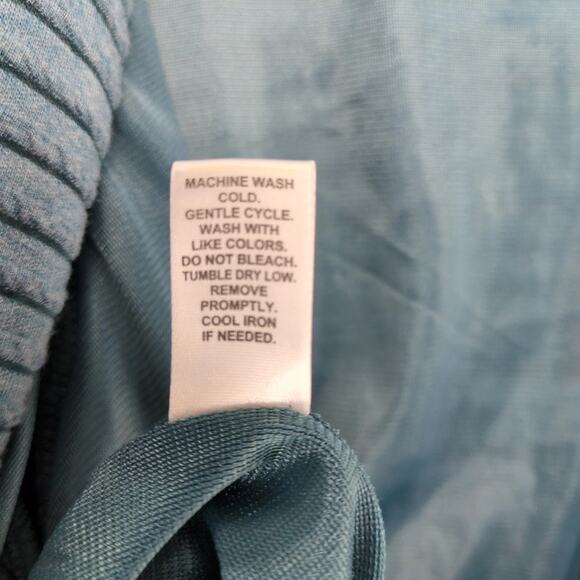 MACHINE WASH
COLD.
GENTLE CYCLE.
WASH WITH
LIKE COLORS.
DO NOT BLEACH.
TUMBLE DRY LOW.
REMOVE
PROMPTLY.
COOL IRON
IF NEEDED.